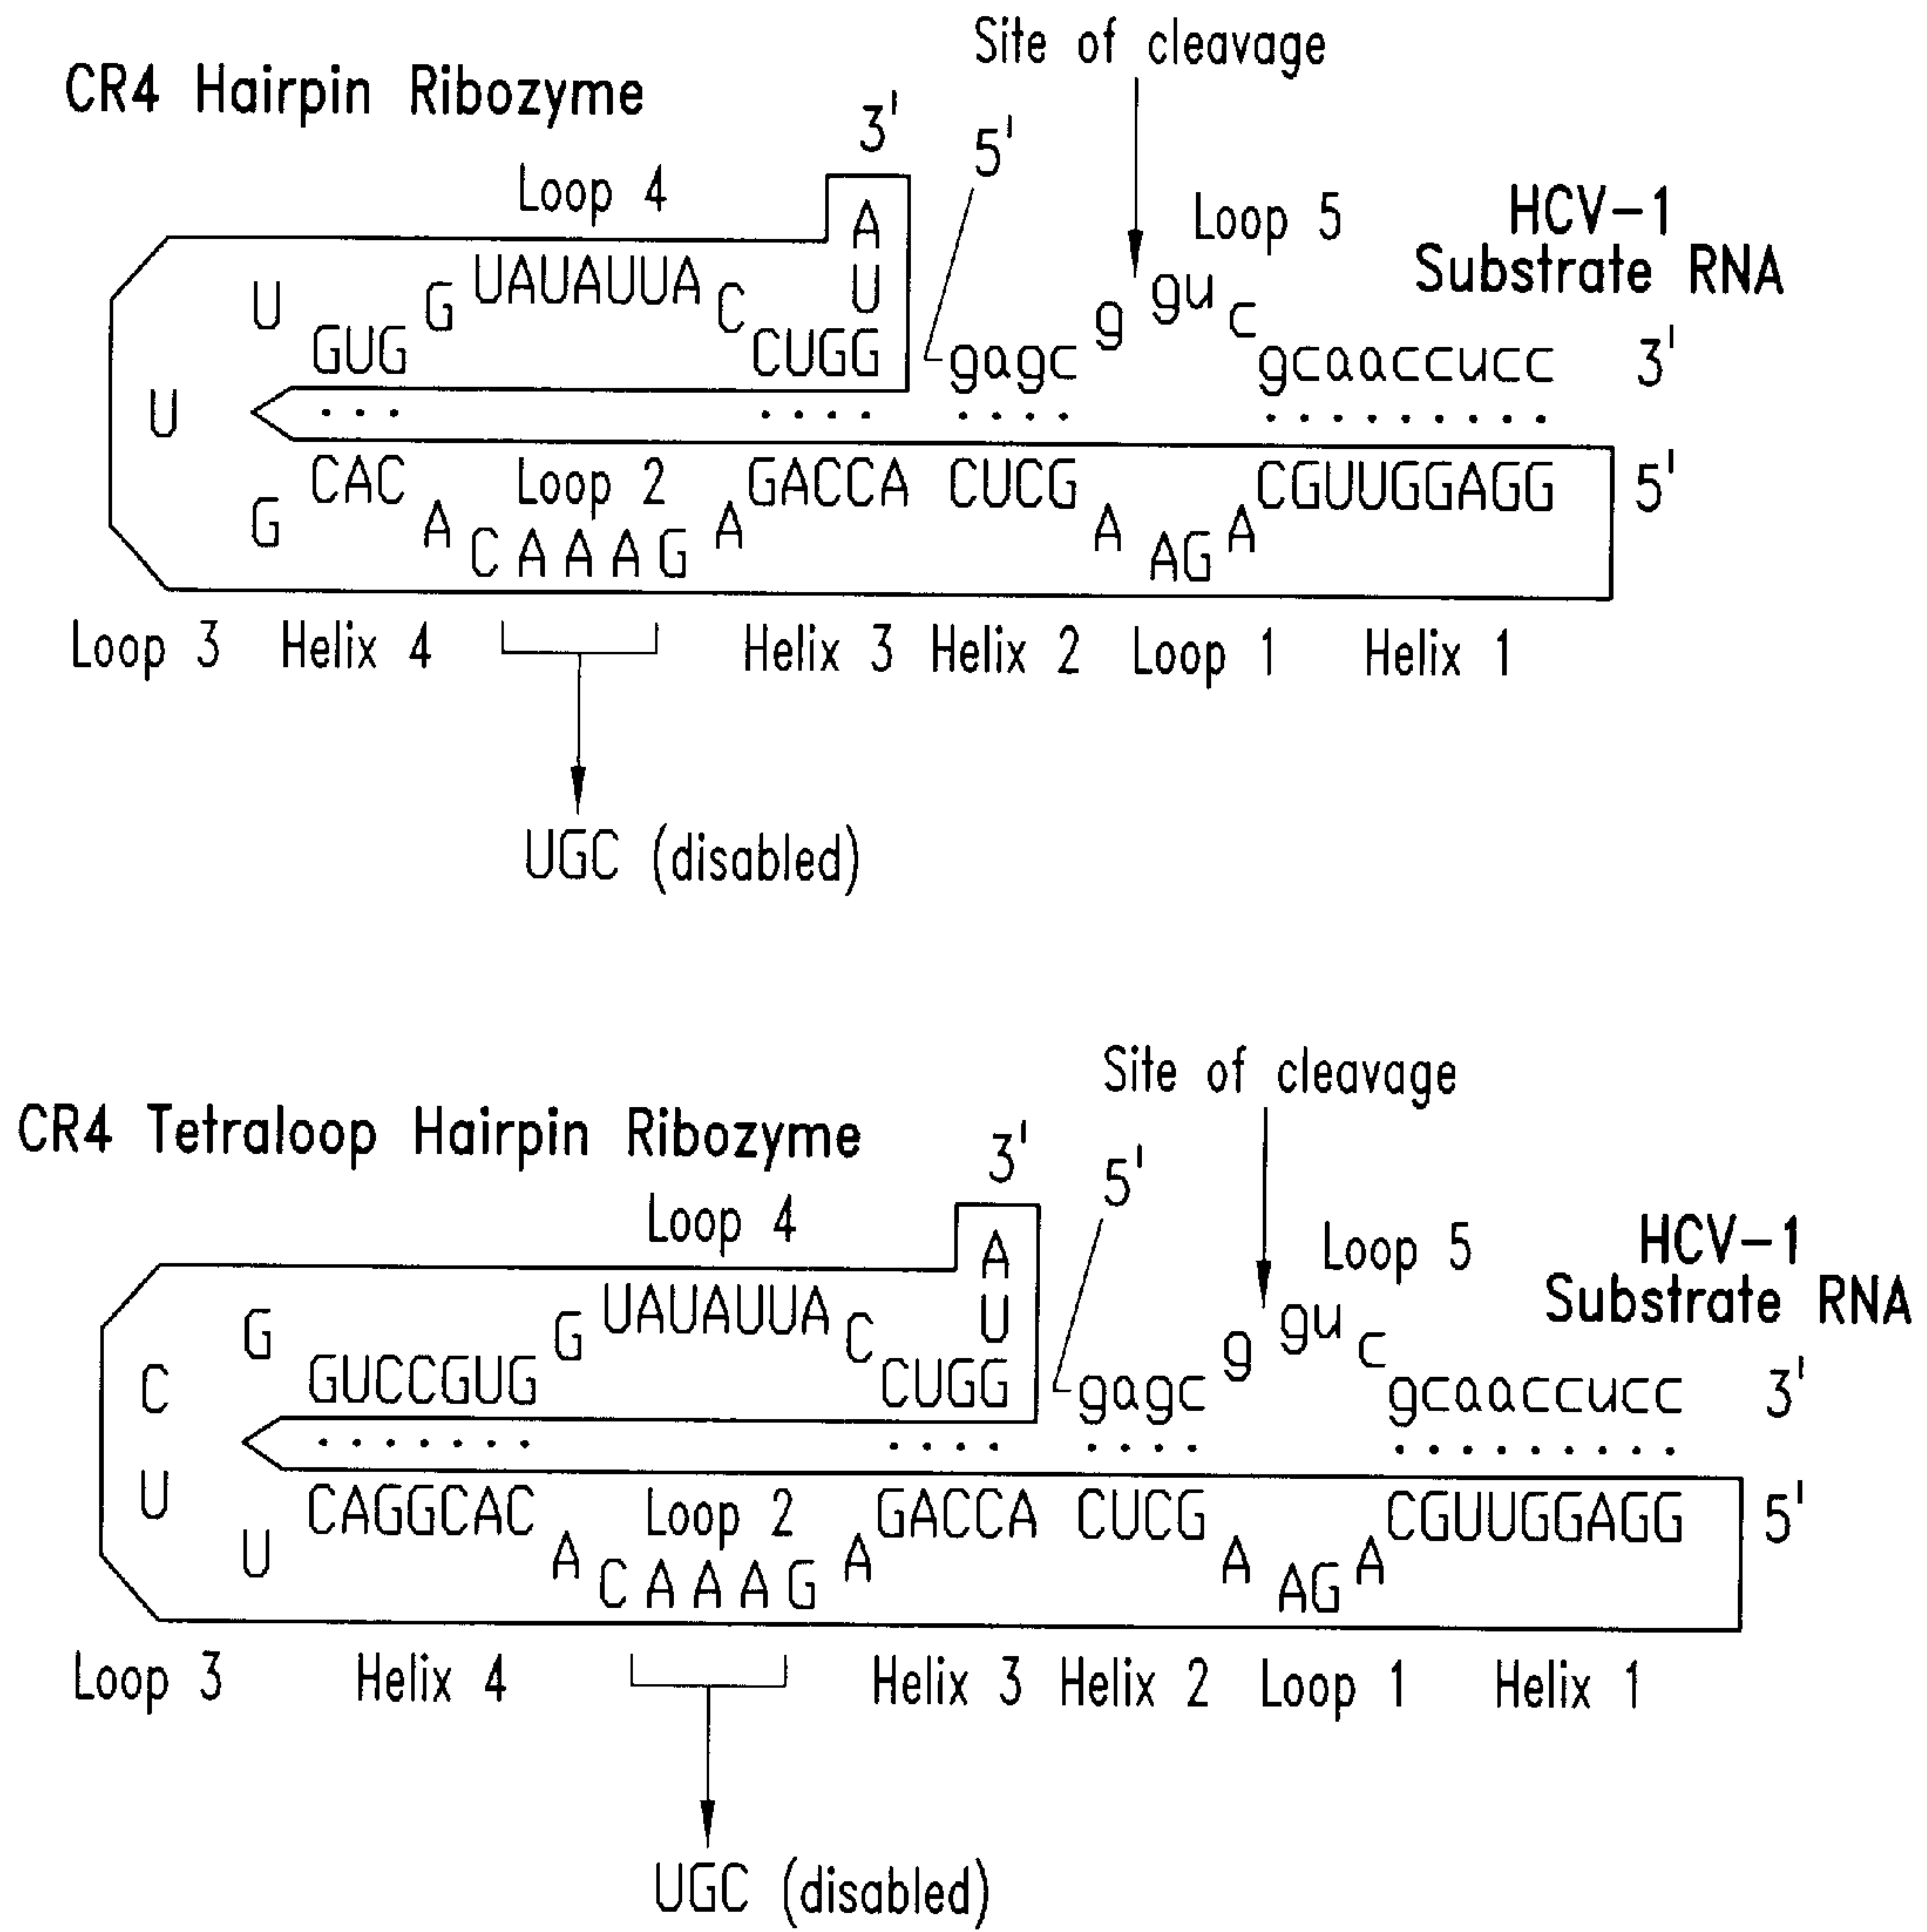 Site of cleavage
CR4 Hairpin Ribozyme
3' 5'
Loop 4 Loop 5 HCV-1
Substrate RNA
A
U
U GUG G UAUAUUA C CUGG gagc g gu c gcaaccucc 3'
U
G CAC A Loop 2 A GACCA CUCG A A CGUUGGAGG 5'
C A A A G AG
Loop 3 Helix 4 Helix 3 Helix 2 Loop 1 Helix 1
UGC (disabled)
Site of cleavage
CR4 Tetraloop Hairpin Ribozyme
3' 5'
Loop 4 Loop 5 HCV-1
Substrate RNA
A
U
G GUCCGUG G UAUAUUA C CUGG gagc g gu c gcaaccucc 3'
C
U
U CAGGCAC A Loop 2 A GACCA CUCG A A CGUUGGAGG 5'
C A A A G AG
Loop 3 Helix 4 Helix 3 Helix 2 Loop 1 Helix 1
UGC (disabled)